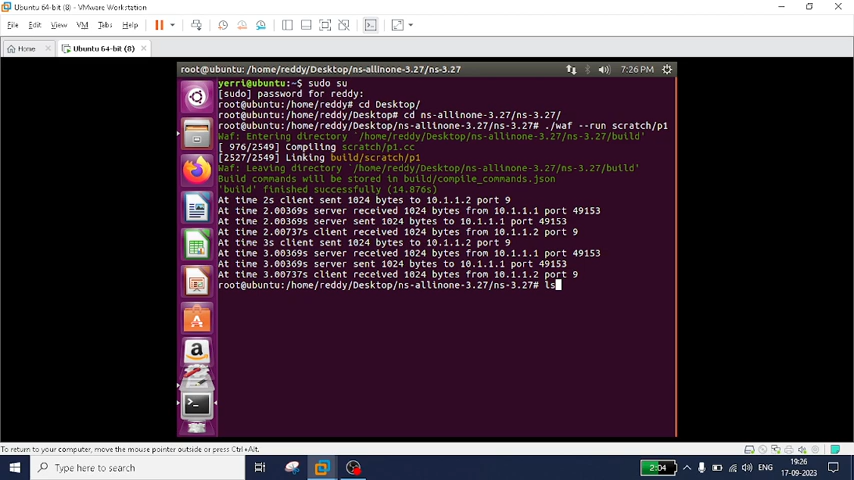 Ubuntu 64-bit (8) - VMware Workstation
File Edit View VM Tabs Help
Home Ubuntu 64-bit (8)
root@ubuntu: /home/reddy/Desktop/ns-allinone-3.27/ns-3.27 7:26 PM
yerri@ubuntu:~$ sudo su
[sudo] password for reddy:
root@ubuntu:/home/reddy# cd Desktop/
root@ubuntu:/home/reddy/Desktop# cd ns-allinone-3.27/ns-3.27/
root@ubuntu:/home/reddy/Desktop/ns-allinone-3.27/ns-3.27# ./waf --run scratch/p1
Waf: Entering directory `/home/reddy/Desktop/ns-allinone-3.27/ns-3.27/build'
[ 976/2549] Compiling scratch/p1.cc
[2527/2549] Linking build/scratch/p1
Waf: Leaving directory `/home/reddy/Desktop/ns-allinone-3.27/ns-3.27/build'
Build commands will be stored in build/compile_commands.json
'build' finished successfully (14.876s)
At time 2s client sent 1024 bytes to 10.1.1.2 port 9
At time 2.00369s server received 1024 bytes from 10.1.1.1 port 49153
At time 2.00369s server sent 1024 bytes to 10.1.1.1 port 49153
At time 2.00737s client received 1024 bytes from 10.1.1.2 port 9
At time 3s client sent 1024 bytes to 10.1.1.2 port 9
At time 3.00369s server received 1024 bytes from 10.1.1.1 port 49153
At time 3.00369s server sent 1024 bytes to 10.1.1.1 port 49153
At time 3.00737s client received 1024 bytes from 10.1.1.2 port 9
root@ubuntu:/home/reddy/Desktop/ns-allinone-3.27/ns-3.27# ls
To return to your computer, move the mouse pointer outside or press Ctrl+Alt.
Type here to search
2:04
ENG
19:26
17-09-2023